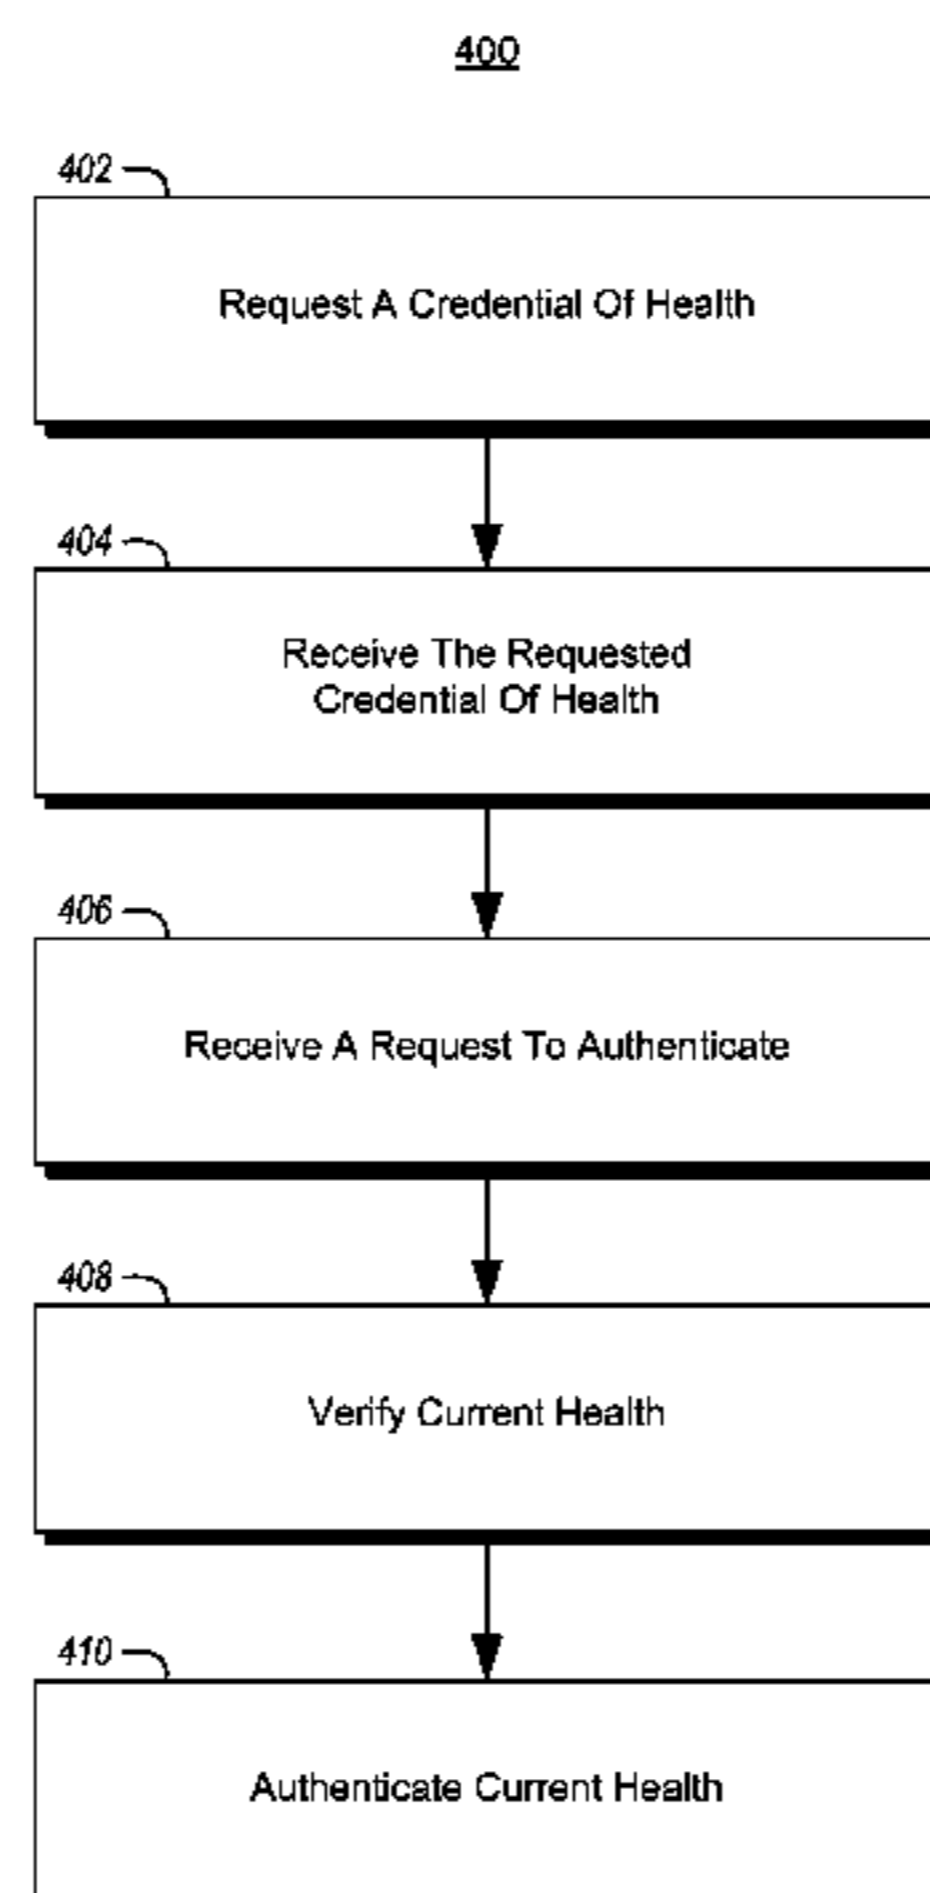 400
402
Request A Credential Of Health
404
Receive The Requested
Credential Of Health
406
Receive A Request To Authenticate
408
Verify Current Health
410
Authenticate Current Health